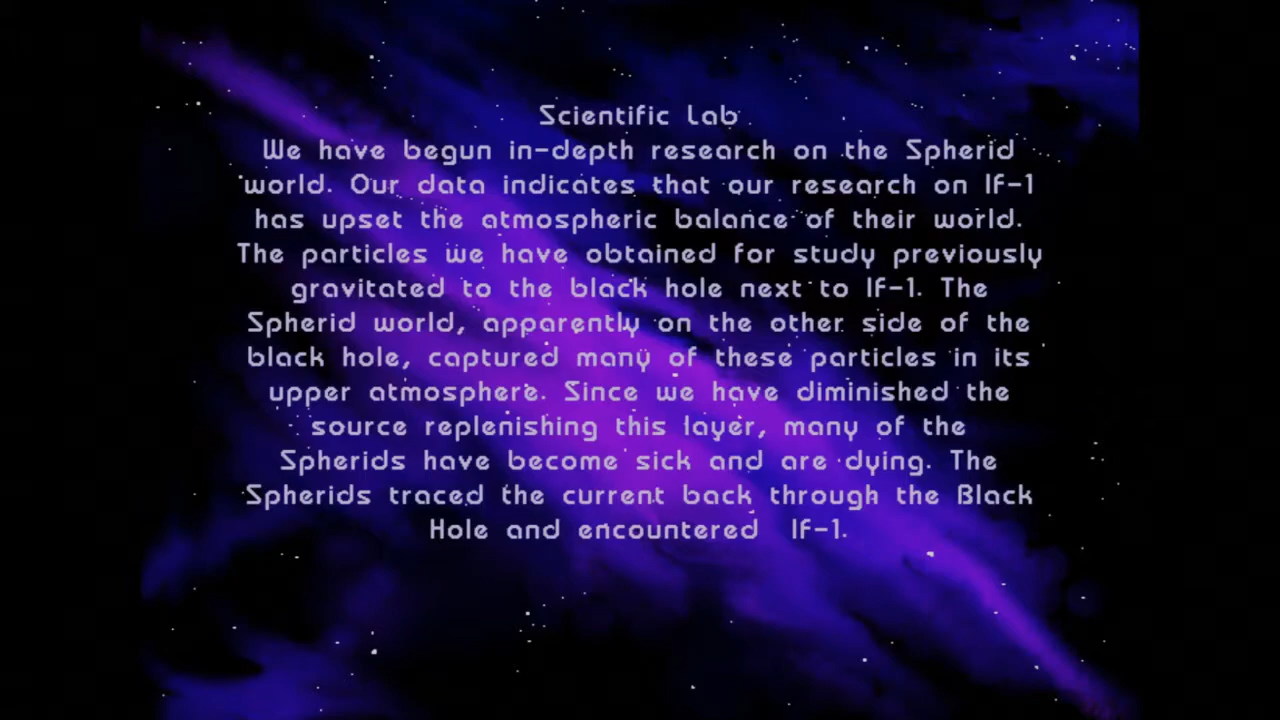 Scientific Lab
We have begun in-depth research on the Spherid
world. Our data indicates that our research on If-1
has upset the atmospheric balance of their world.
The particles we have obtained for study previously
gravitated to the black hole next to If-1. The
Spherid world, apparently on the other side of the
black hole, captured many of these particles in its
upper atmosphere. Since we have diminished the
source replenishing this layer, many of the
Spherids have become sick and are dying. The
Spherids traced the current back through the Black
Hole and encountered  If-1.